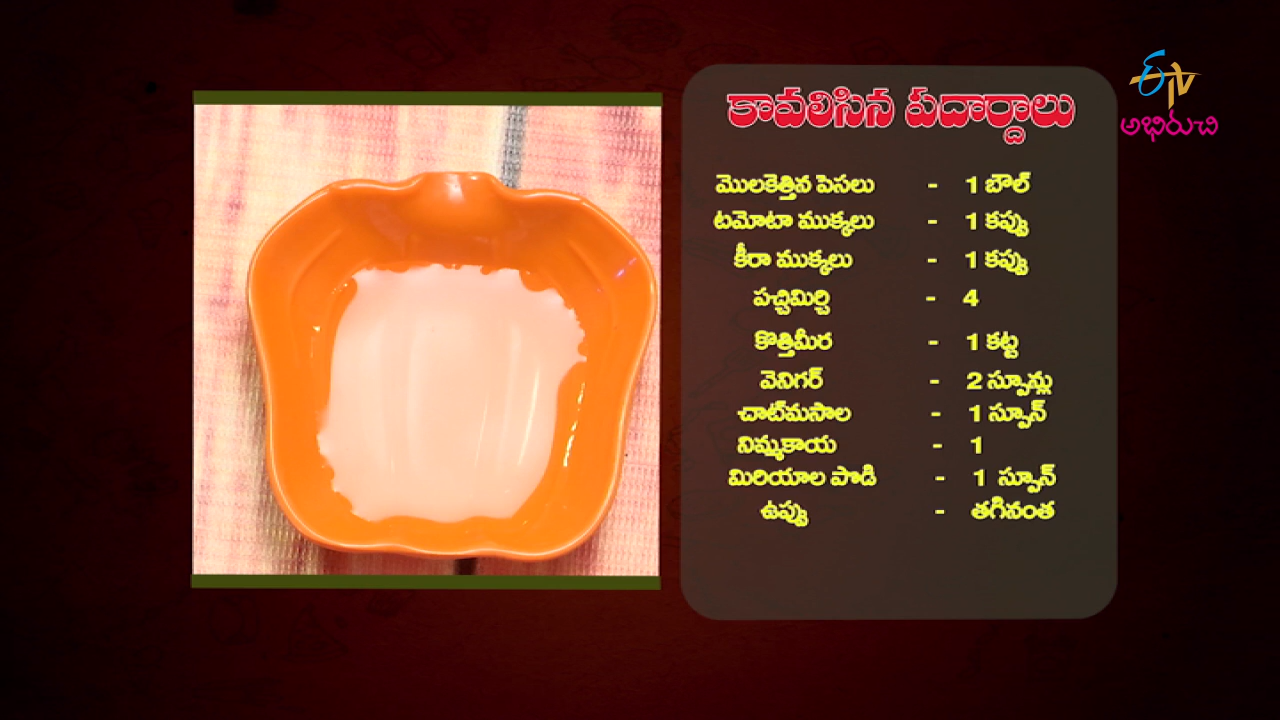 కావలిసిన పదార్దాలు
ETV
అభిరుచి
మొలకెత్తిన పెసలు - 1 బౌల్
టమోటా ముక్కలు - 1 కప్పు
కీరా ముక్కలు - 1 కప్పు
పచ్చిమిర్చి - 4
కొత్తిమీర - 1 కట్ట
వెనిగర్ - 2 స్పూన్లు
చాట్‌మసాల - 1 స్పూన్
నిమ్మకాయ - 1
మిరియాల పొడి - 1 స్పూన్
ఉప్పు - తగినంత